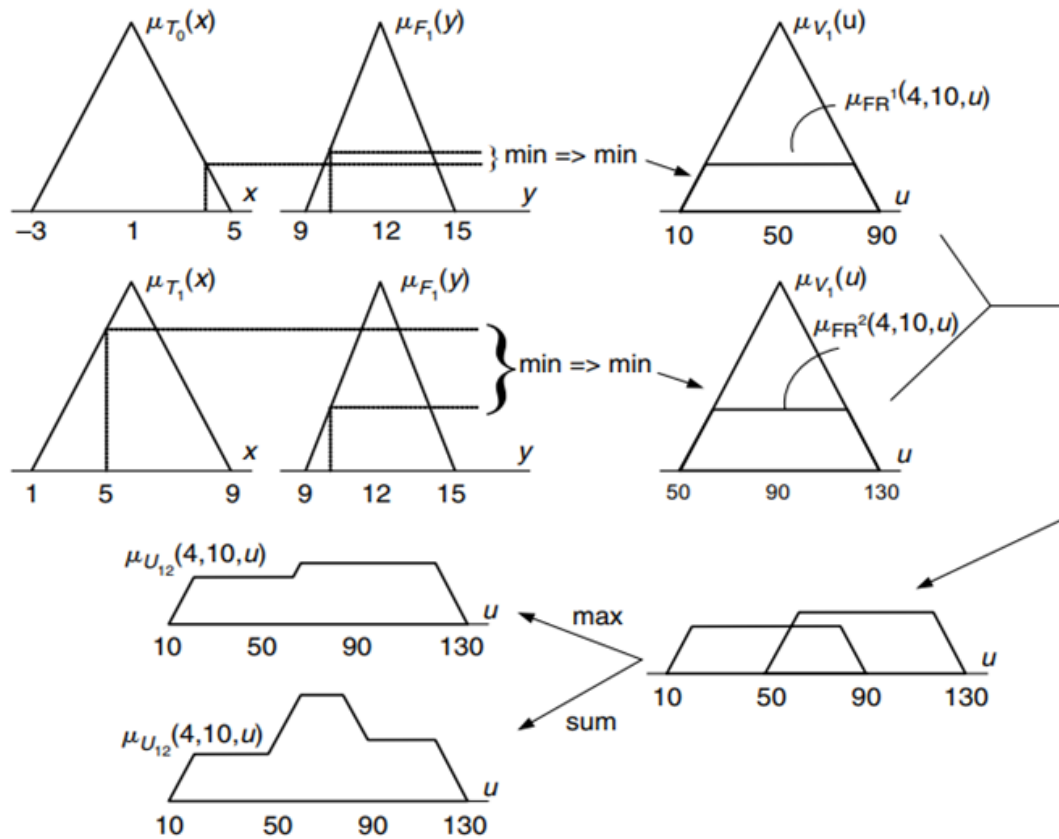 μT₀(x) μF₁(y) μV₁(u)
μFR¹(4,10,u)
} min => min
x y u
–3 1 5 9 12 15 10 50 90
μT₁(x) μF₁(y) μV₁(u)
μFR²(4,10,u)
} min => min
x y u
1 5 9 9 12 15 50 90 130
μU₁₂(4,10,u)
u
max
10 50 90 130
u
10 50 90 130
sum
μU₁₂(4,10,u)
u
10 50 90 130